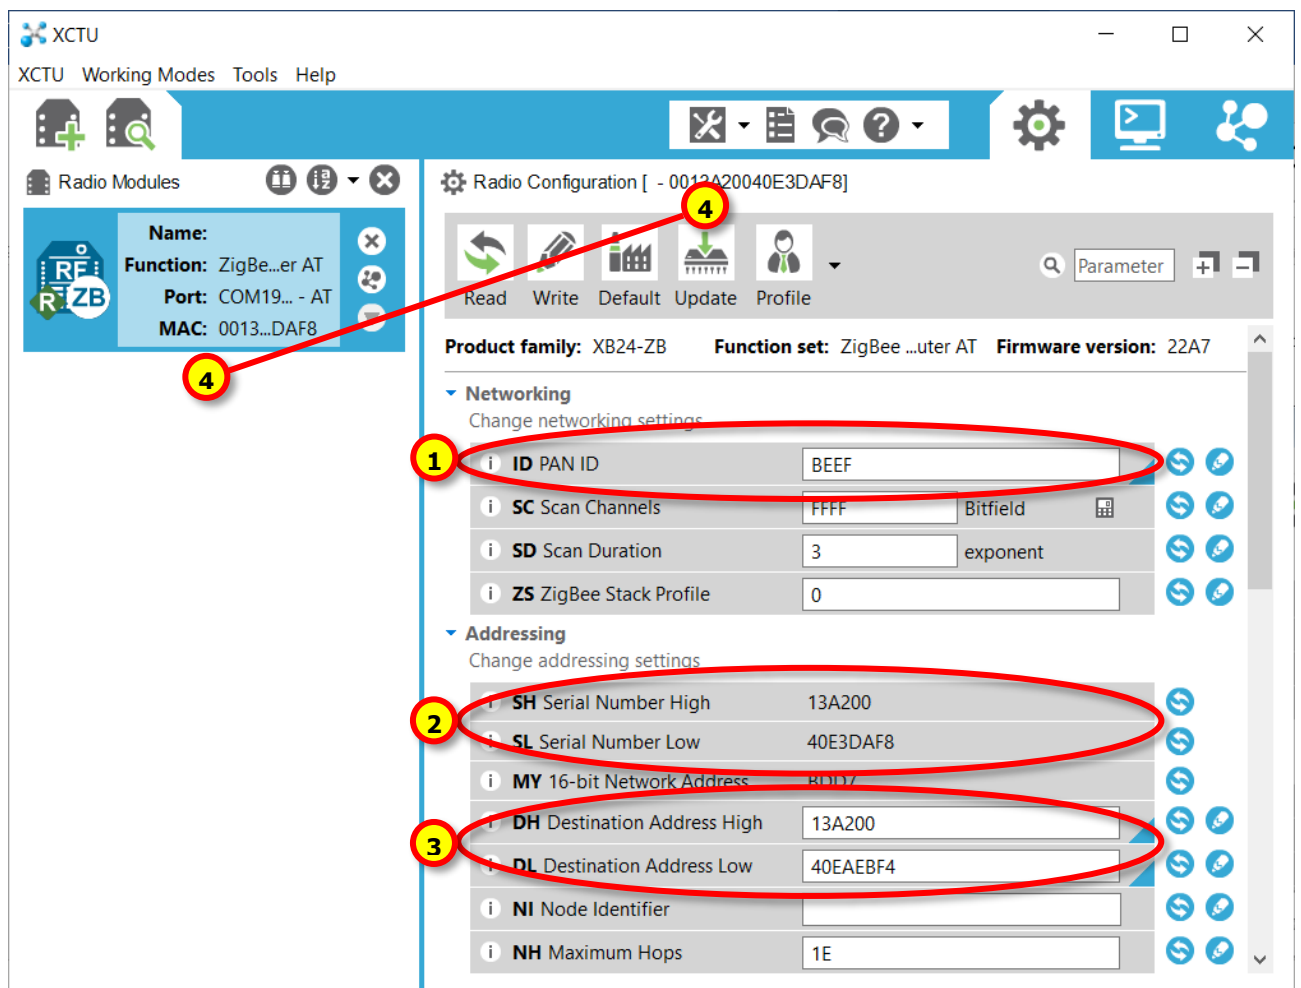 XCTU
XCTU Working Modes Tools Help
Radio Modules
Name:
Function: ZigBe...er AT
Port: COM19... - AT
MAC: 0013...DAF8
RF
R ZB
4
Radio Configuration [ - 0013A20040E3DAF8]
4
Read Write Default Update Profile
Parameter
Product family: XB24-ZB Function set: ZigBee ...uter AT Firmware version: 22A7
Networking
Change networking settings
1
i ID PAN ID BEEF
i SC Scan Channels FFFF Bitfield
i SD Scan Duration 3 exponent
i ZS ZigBee Stack Profile 0
Addressing
Change addressing settings
2
i SH Serial Number High 13A200
i SL Serial Number Low 40E3DAF8
i MY 16-bit Network Address BDD7
3
i DH Destination Address High 13A200
i DL Destination Address Low 40EAEBF4
i NI Node Identifier
i NH Maximum Hops 1E